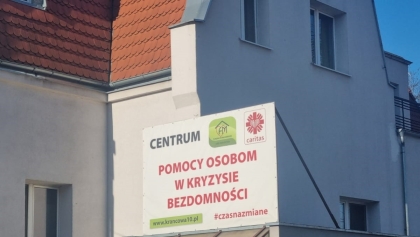 CENTRUM
caritas
POMOCY OSOBOM
W KRYZYSIE
BEZDOMNOŚCI
#czasnazmiane